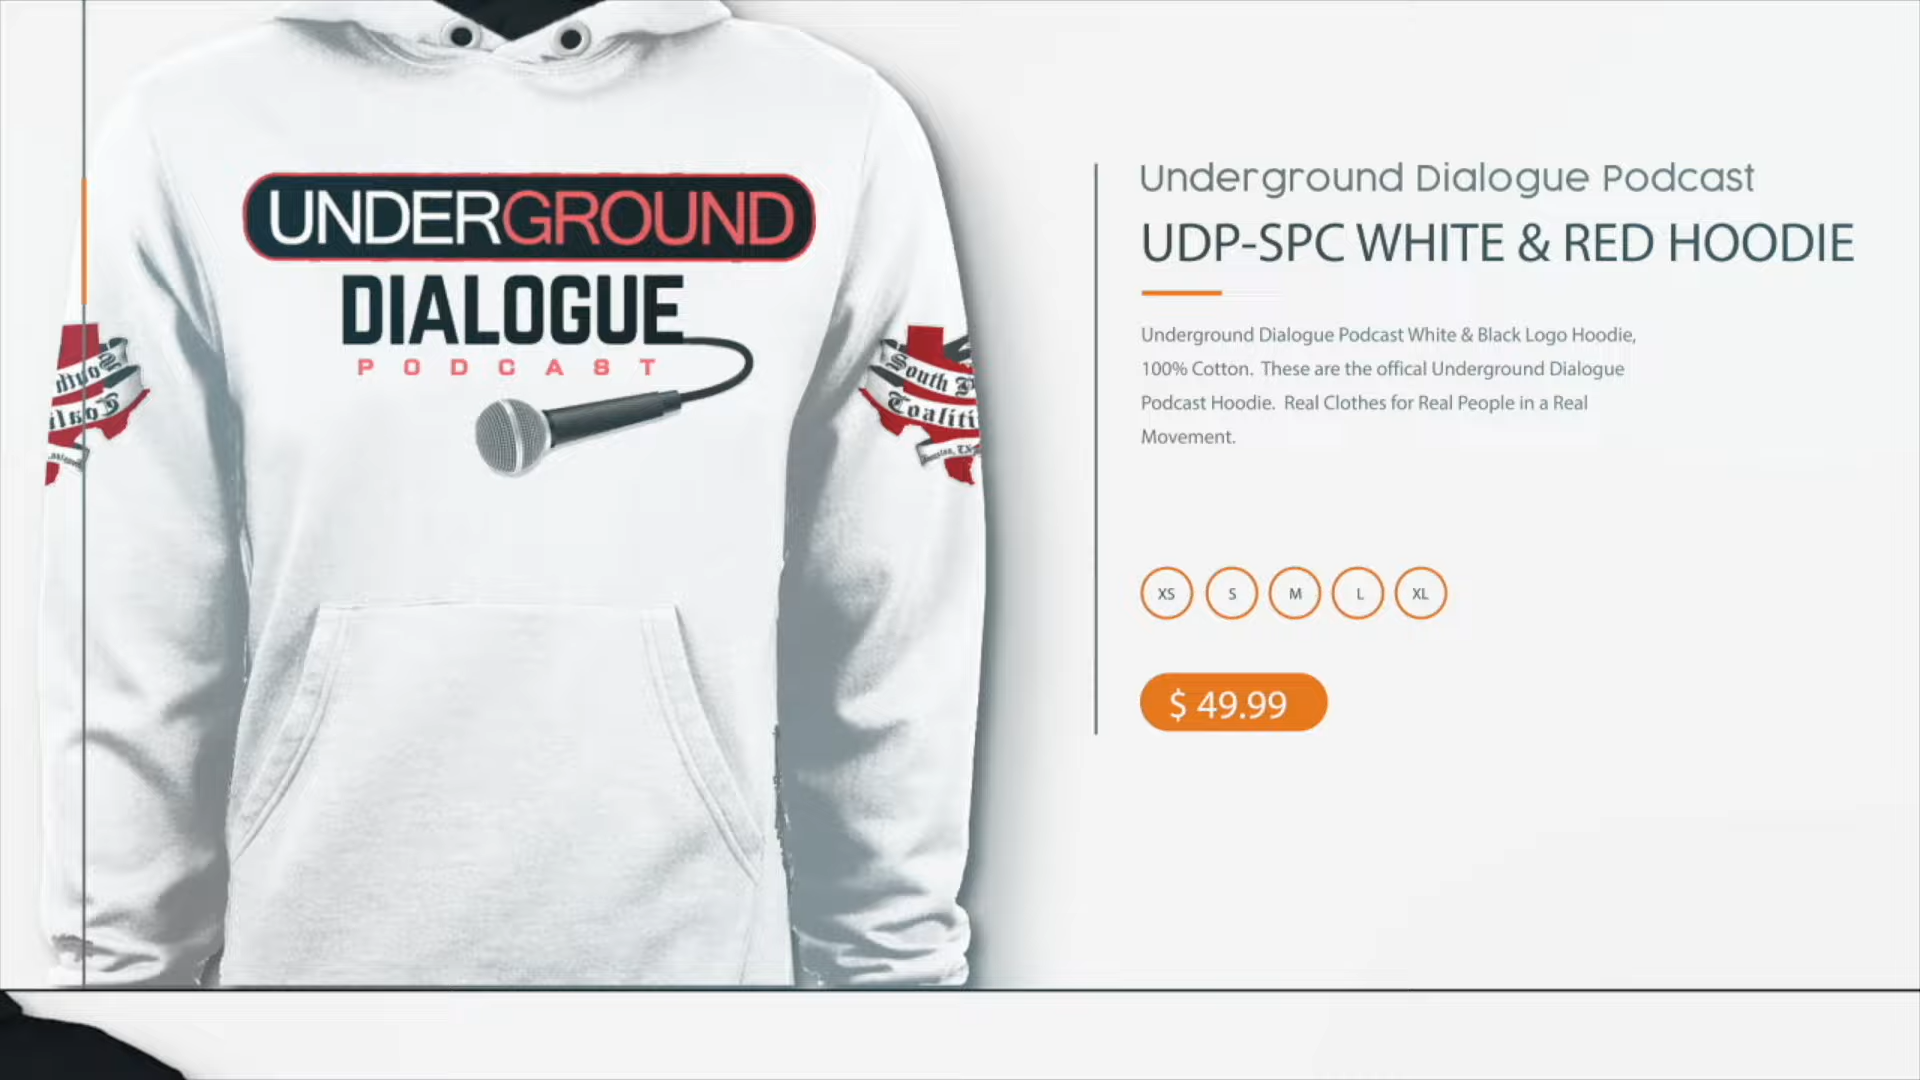 UNDERGROUND
DIALOGUE
PODCAST
South
Underground Dialogue Podcast
UDP-SPC WHITE & RED HOODIE
Underground Dialogue Podcast White & Black Logo Hoodie,
100% Cotton. These are the offical Underground Dialogue
Podcast Hoodie. Real Clothes for Real People in a Real
Movement.
XS S M L XL
$ 49.99